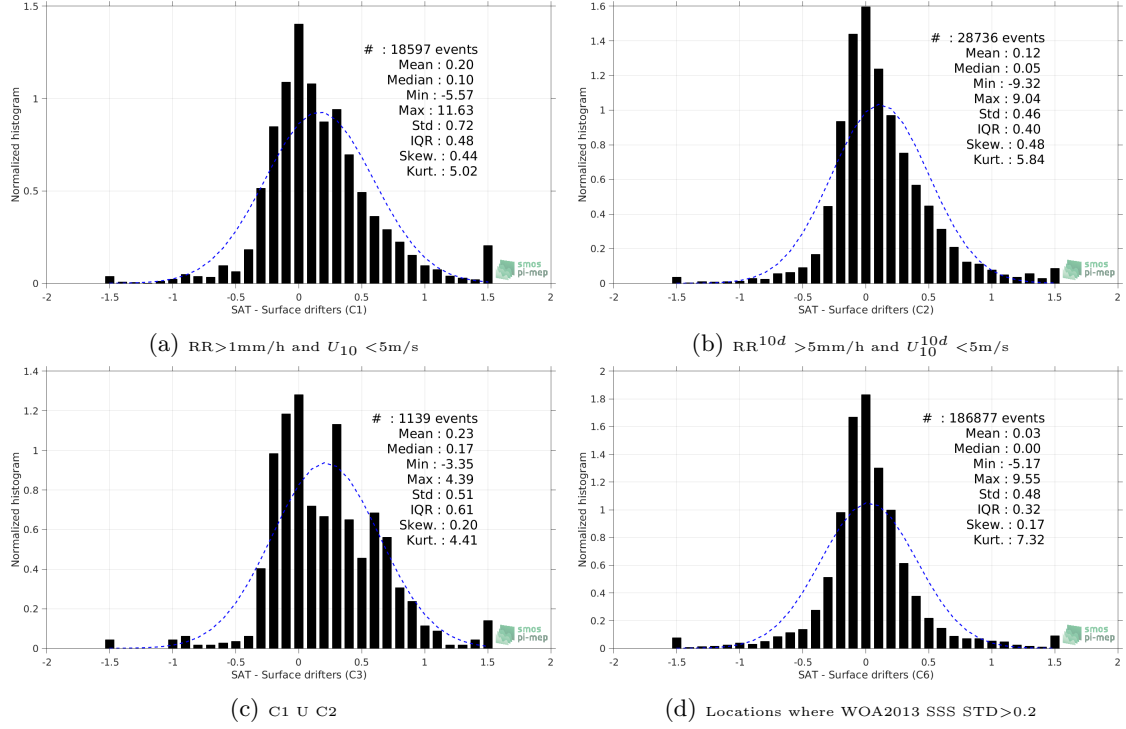 1.5
1
0.5
0
-2
-1.5
-1
-0.5
0
0.5
1
1.5
2
Normalized histogram
SAT - Surface drifters (C1)
# : 18597 events
Mean : 0.20
Median : 0.10
Min : -5.57
Max : 11.63
Std : 0.72
IQR : 0.48
Skew. : 0.44
Kurt. : 5.02
smos
pi-mep
(a) RR>1mm/h and U10 <5m/s
1.6
1.4
1.2
1
0.8
0.6
0.4
0.2
0
-2
-1.5
-1
-0.5
0
0.5
1
1.5
2
Normalized histogram
SAT - Surface drifters (C2)
# : 28736 events
Mean : 0.12
Median : 0.05
Min : -9.32
Max : 9.04
Std : 0.46
IQR : 0.40
Skew. : 0.48
Kurt. : 5.84
smos
pi-mep
(b) RR10d >5mm/h and U10d10 <5m/s
1.4
1.2
1
0.8
0.6
0.4
0.2
0
-2
-1.5
-1
-0.5
0
0.5
1
1.5
2
Normalized histogram
SAT - Surface drifters (C3)
# : 1139 events
Mean : 0.23
Median : 0.17
Min : -3.35
Max : 4.39
Std : 0.51
IQR : 0.61
Skew. : 0.20
Kurt. : 4.41
smos
pi-mep
(c) C1 U C2
2
1.8
1.6
1.4
1.2
1
0.8
0.6
0.4
0.2
0
-2
-1.5
-1
-0.5
0
0.5
1
1.5
2
Normalized histogram
SAT - Surface drifters (C6)
# : 186877 events
Mean : 0.03
Median : 0.00
Min : -5.17
Max : 9.55
Std : 0.48
IQR : 0.32
Skew. : 0.17
Kurt. : 7.32
smos
pi-mep
(d) Locations where WOA2013 SSS STD>0.2